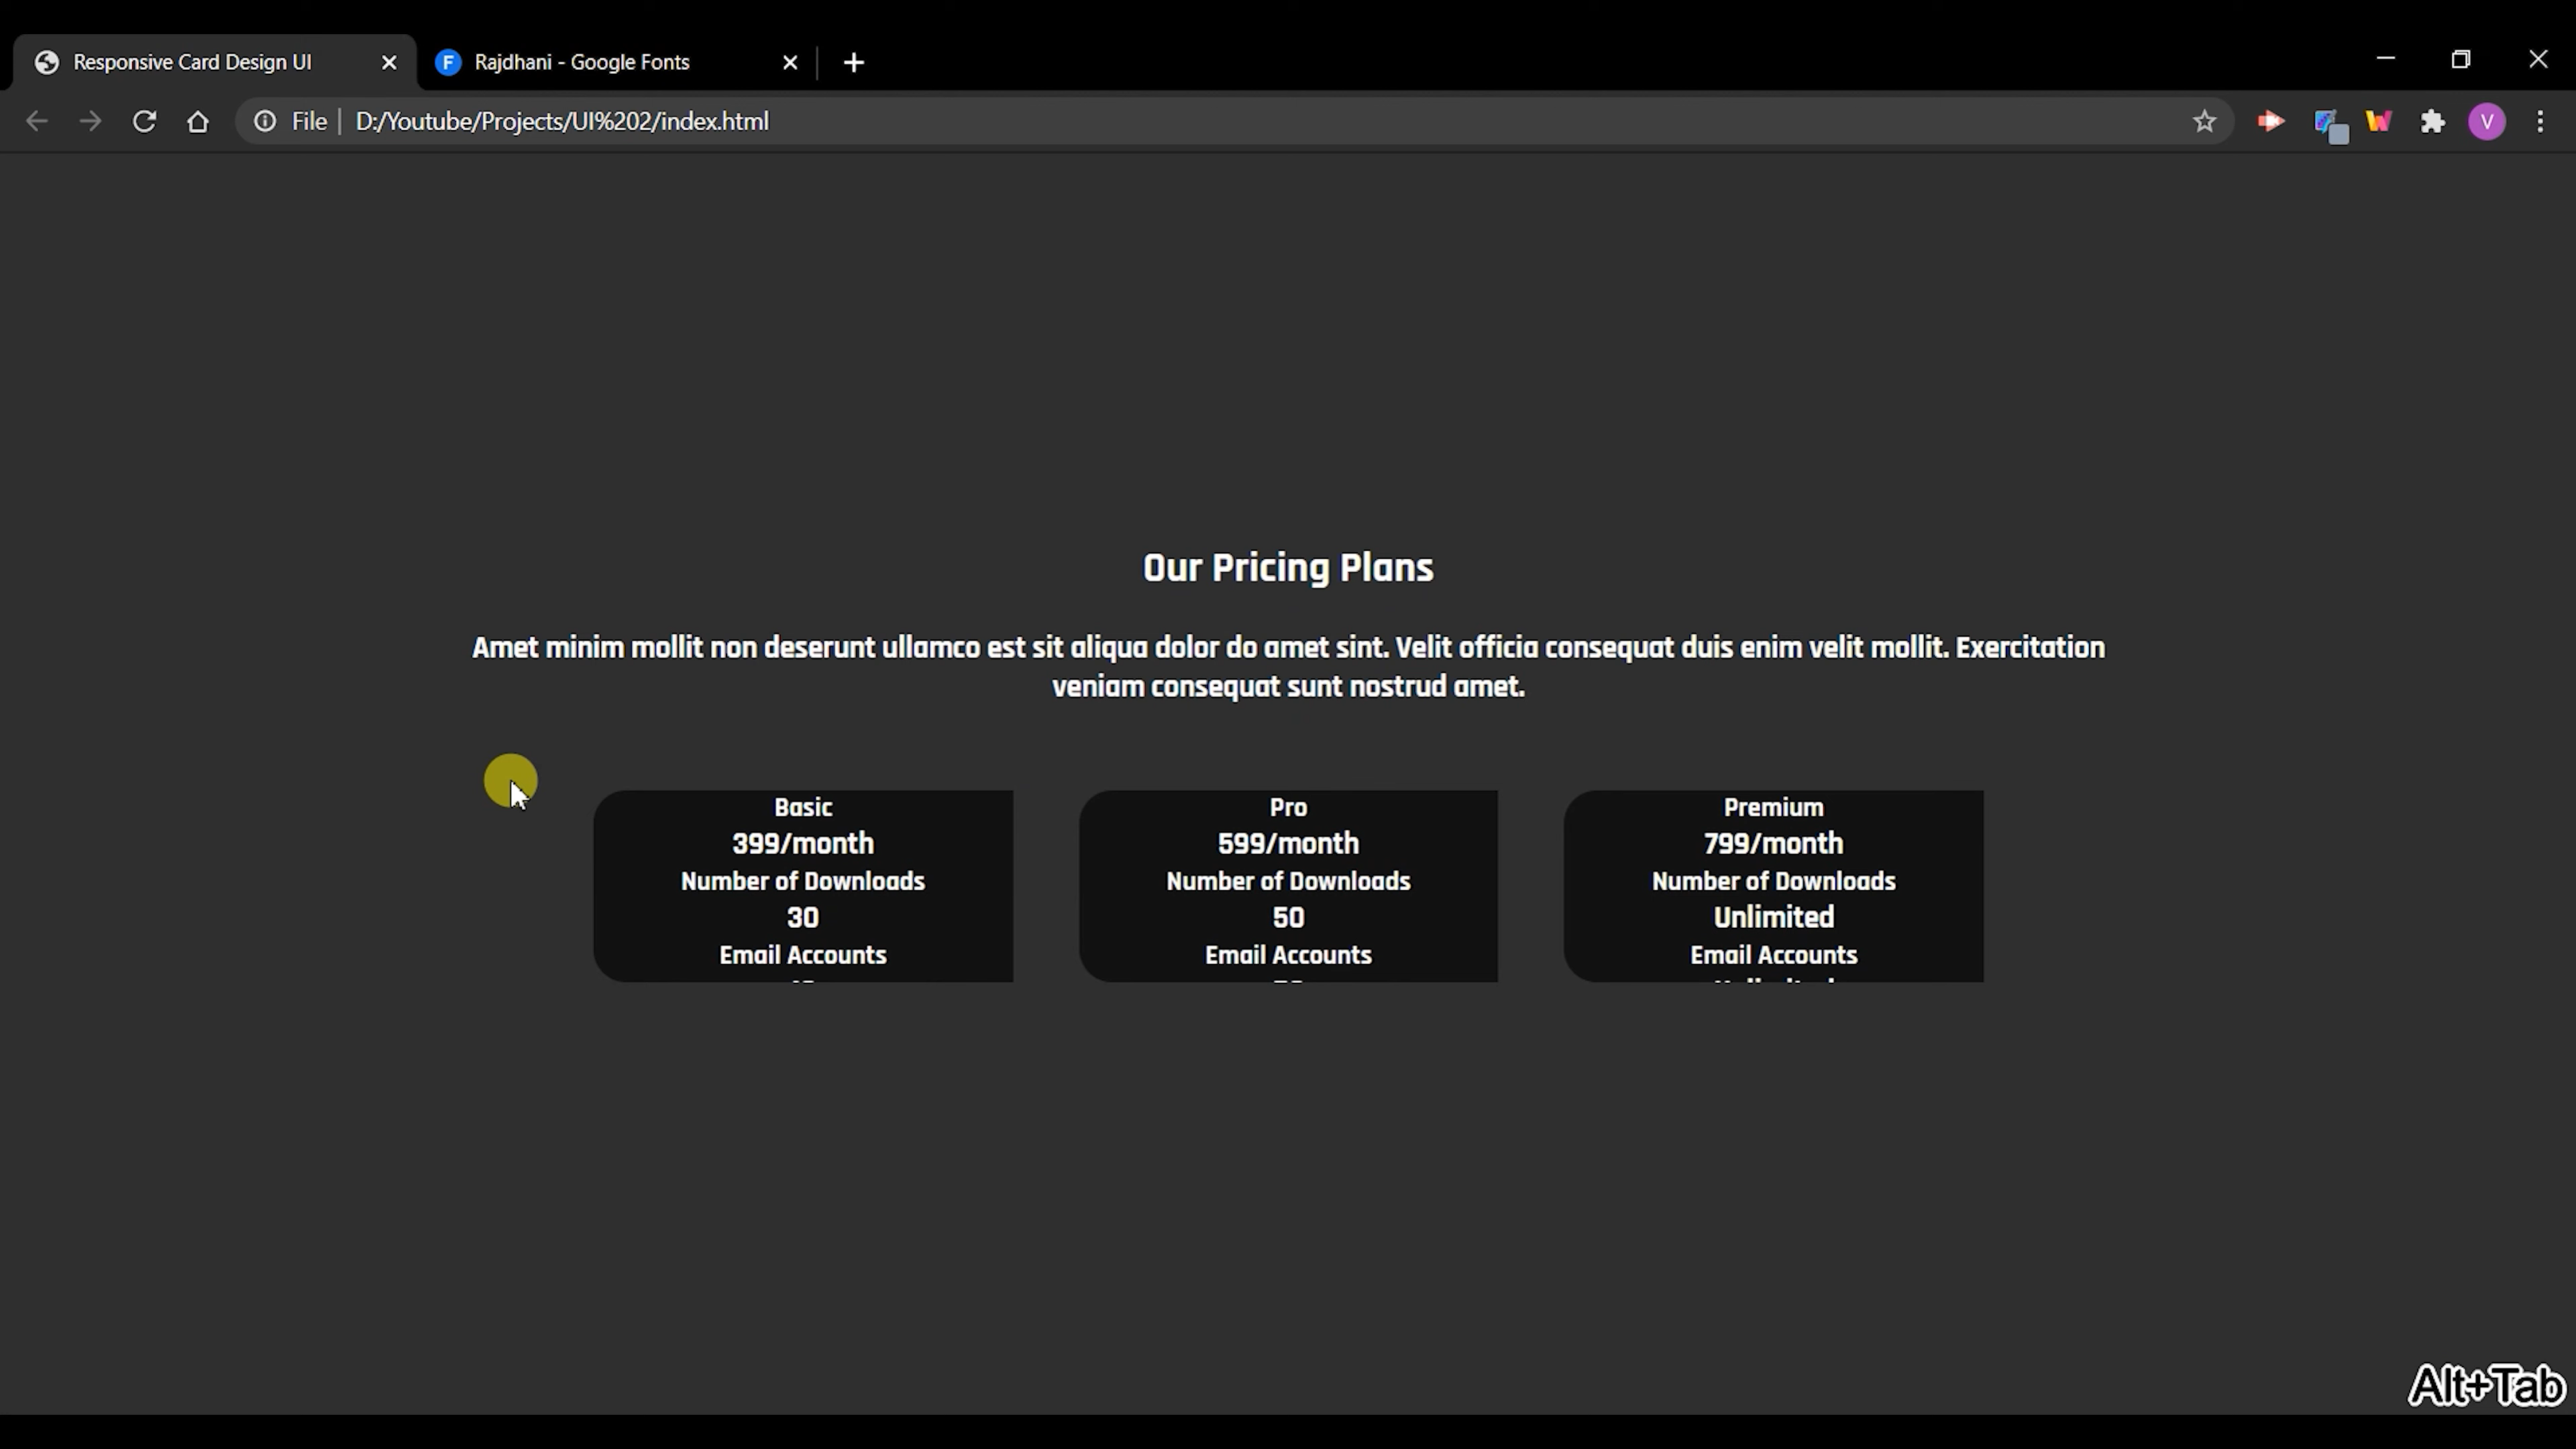 Responsive Card Design UI
Rajdhani - Google Fonts
File
D:/Youtube/Projects/UI%202/index.html
V
Our Pricing Plans
Amet minim mollit non deserunt ullamco est sit aliqua dolor do amet sint. Velit officia consequat duis enim velit mollit. Exercitation
veniam consequat sunt nostrud amet.
Basic
399/month
Number of Downloads
30
Email Accounts
Pro
599/month
Number of Downloads
50
Email Accounts
Premium
799/month
Number of Downloads
Unlimited
Email Accounts
Alt+Tab